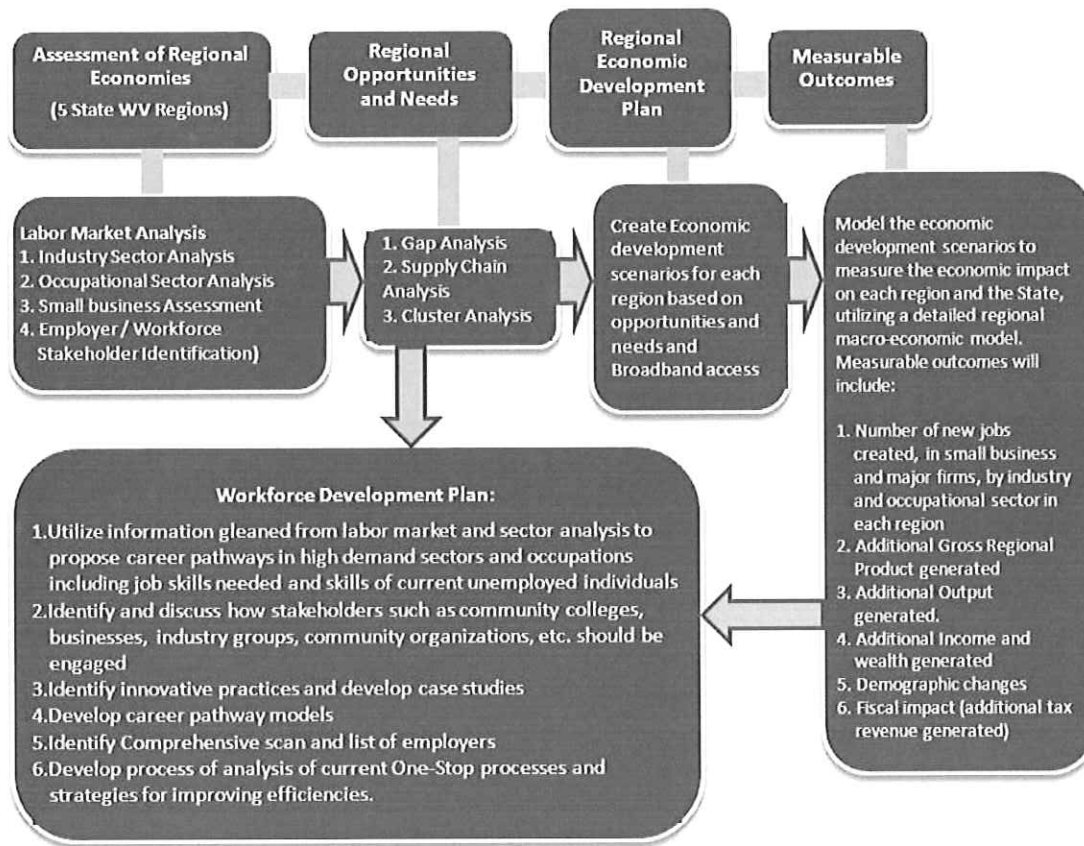 Assessment of Regional
Economies
(5 State WV Regions)
Regional
Opportunities
and Needs
Regional
Economic
Development
Plan
Measurable
Outcomes
Labor Market Analysis
1. Industry Sector Analysis
2. Occupational Sector Analysis
3. Small business Assessment
4. Employer / Workforce
Stakeholder Identification)
1. Gap Analysis
2. Supply Chain
Analysis
3. Cluster Analysis
Create Economic
development
scenarios for each
region based on
opportunities and
needs and
Broadband access
Model the economic
development scenarios to
measure the economic impact
on each region and the State,
utilizing a detailed regional
macro-economic model.
Measurable outcomes will
include:
1. Number of new jobs
created, in small business
and major firms, by industry
and occupational sector in
each region
2. Additional Gross Regional
Product generated
3. Additional Output
generated.
4. Additional Income and
wealth generated
5. Demographic changes
6. Fiscal impact (additional tax
revenue generated)
Workforce Development Plan:
1.Utilize information gleaned from labor market and sector analysis to
propose career pathways in high demand sectors and occupations
including job skills needed and skills of current unemployed individuals
2.Identify and discuss how stakeholders such as community colleges,
businesses, industry groups, community organizations, etc. should be
engaged
3.Identify innovative practices and develop case studies
4.Develop career pathway models
5.Identify Comprehensive scan and list of employers
6.Develop process of analysis of current One-Stop processes and
strategies for improving efficiencies.